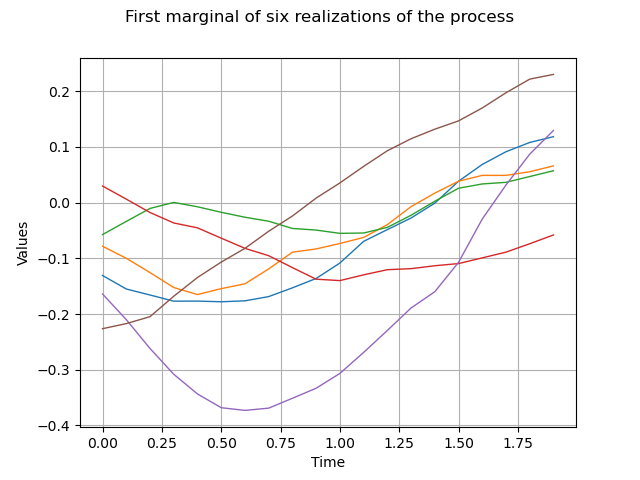 First marginal of six realizations of the process
0.2
0.1
0.0
−0.1
−0.2
−0.3
−0.4
Values
0.00 0.25 0.50 0.75 1.00 1.25 1.50 1.75
Time